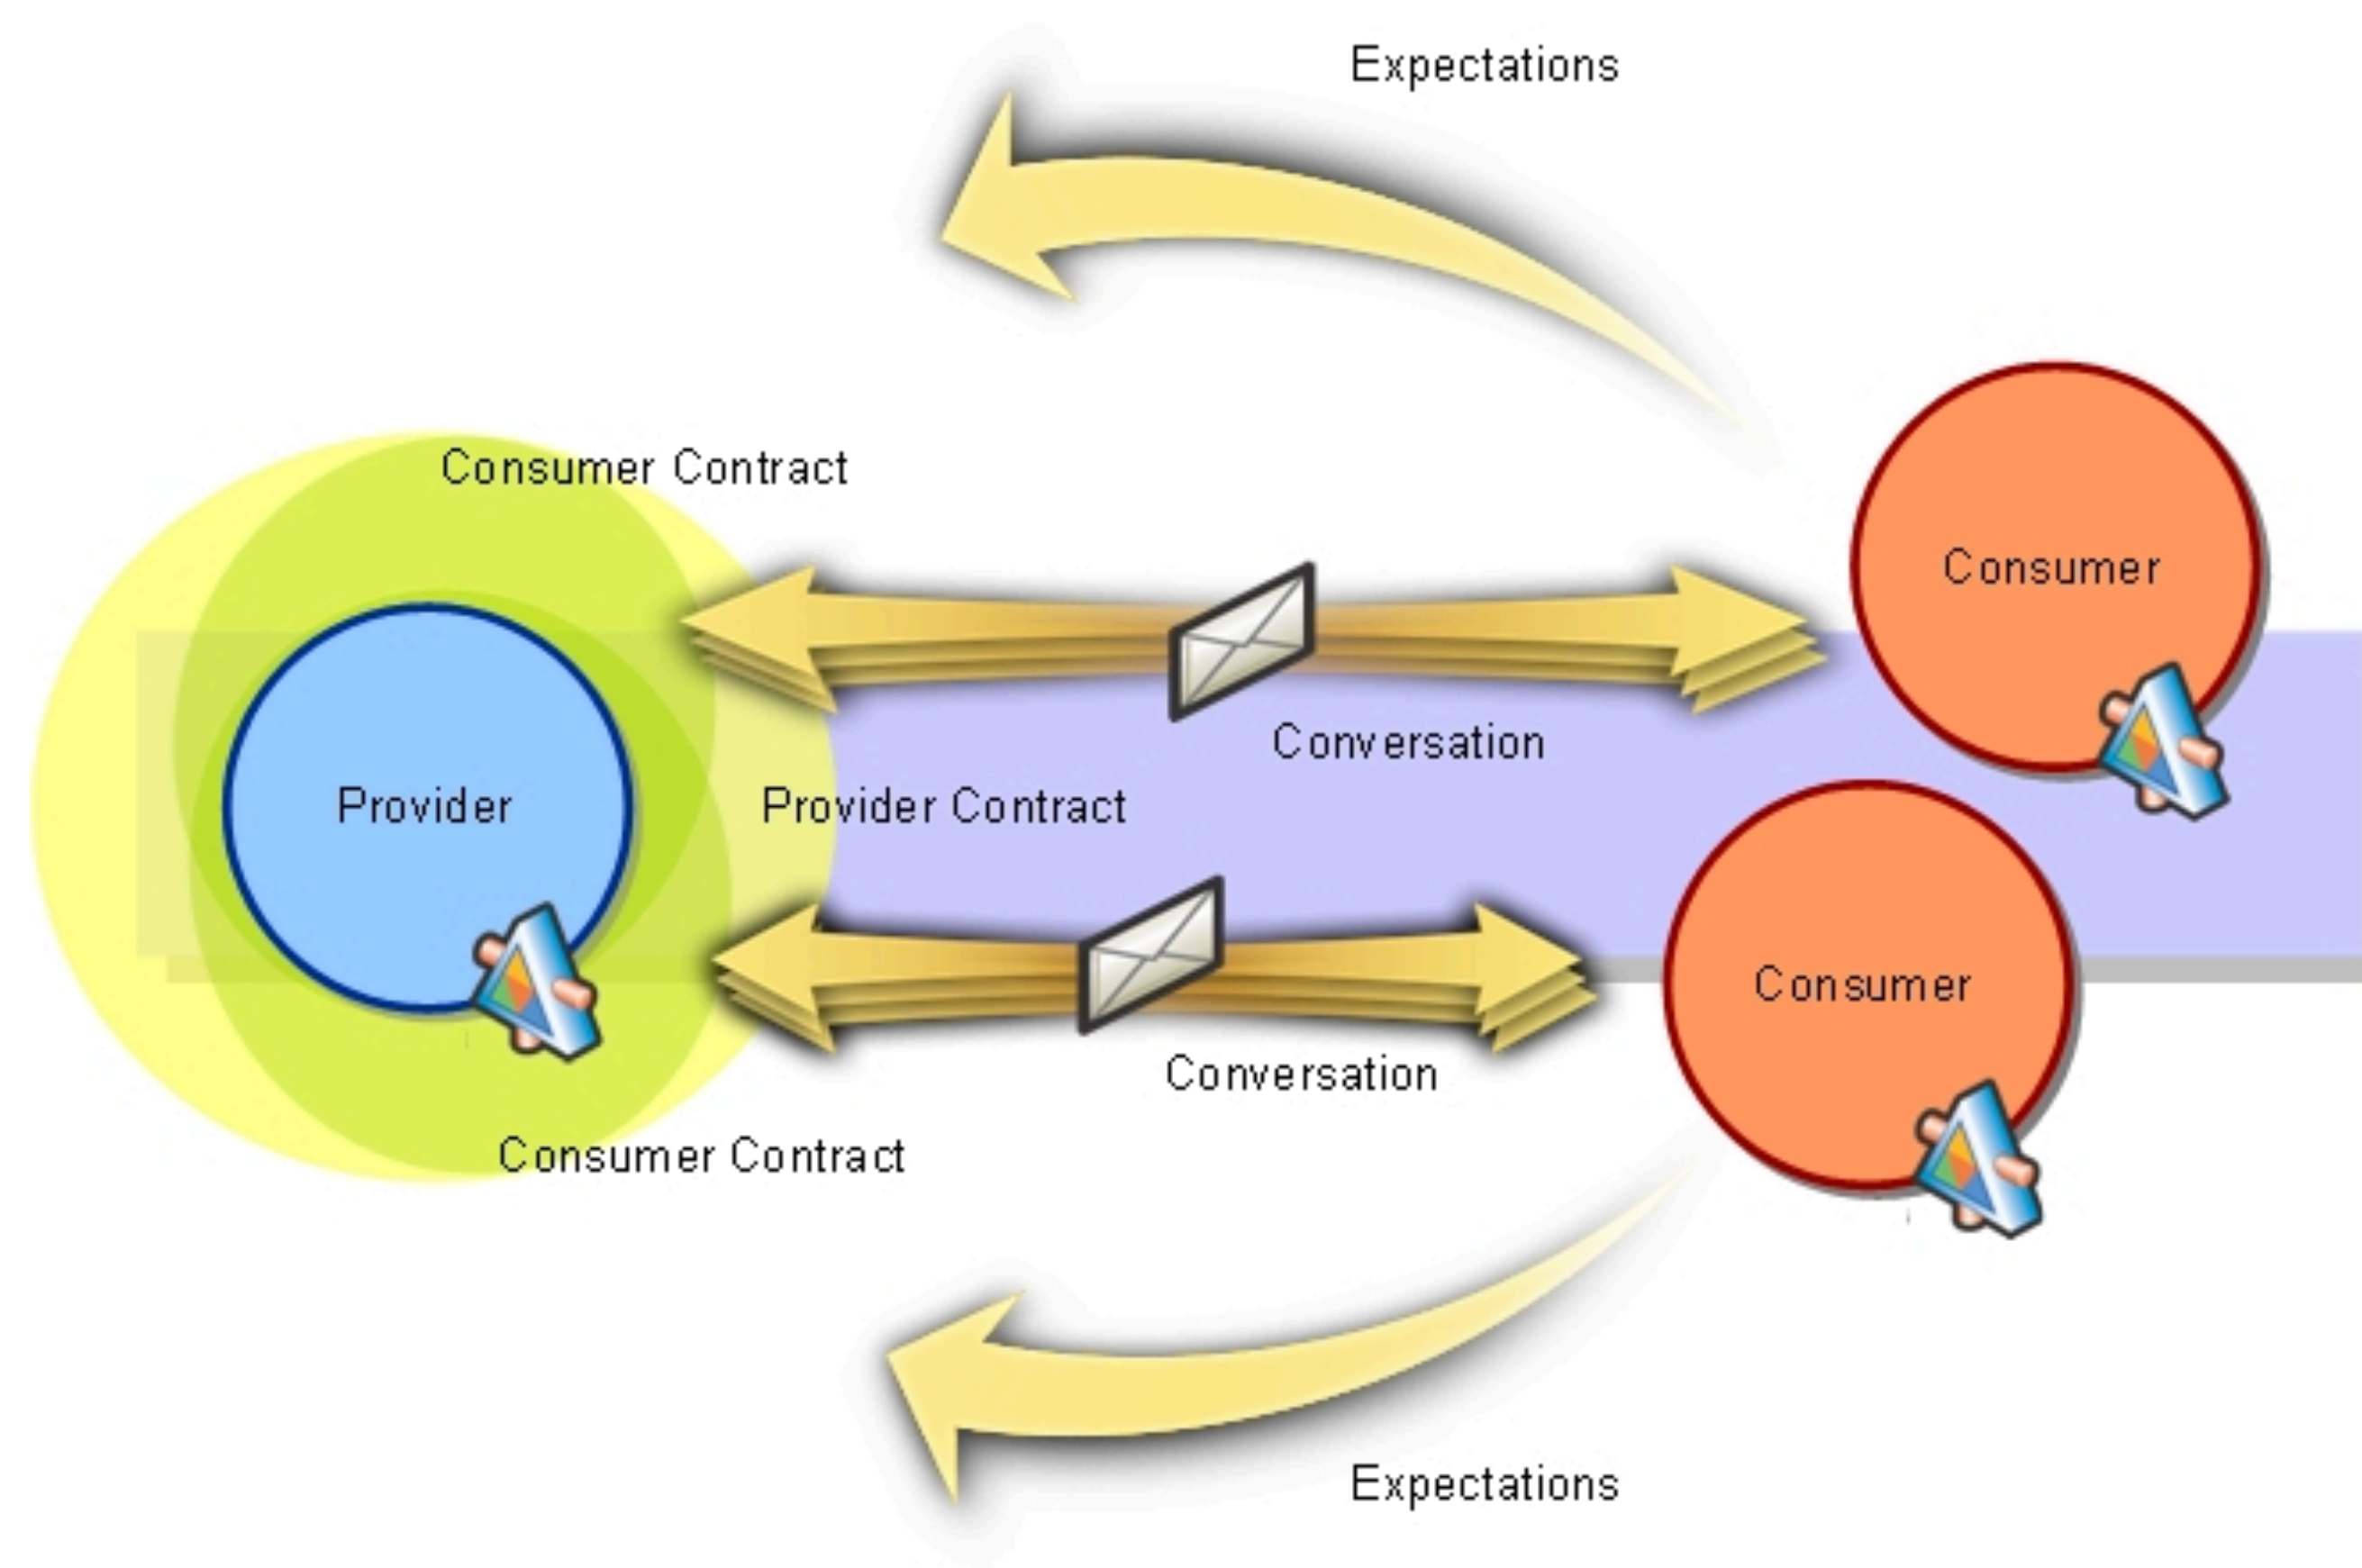 Expectations
Consumer Contract
Consumer
Conversation
Provider
Provider Contract
Consumer
Conversation
Consumer Contract
Expectations